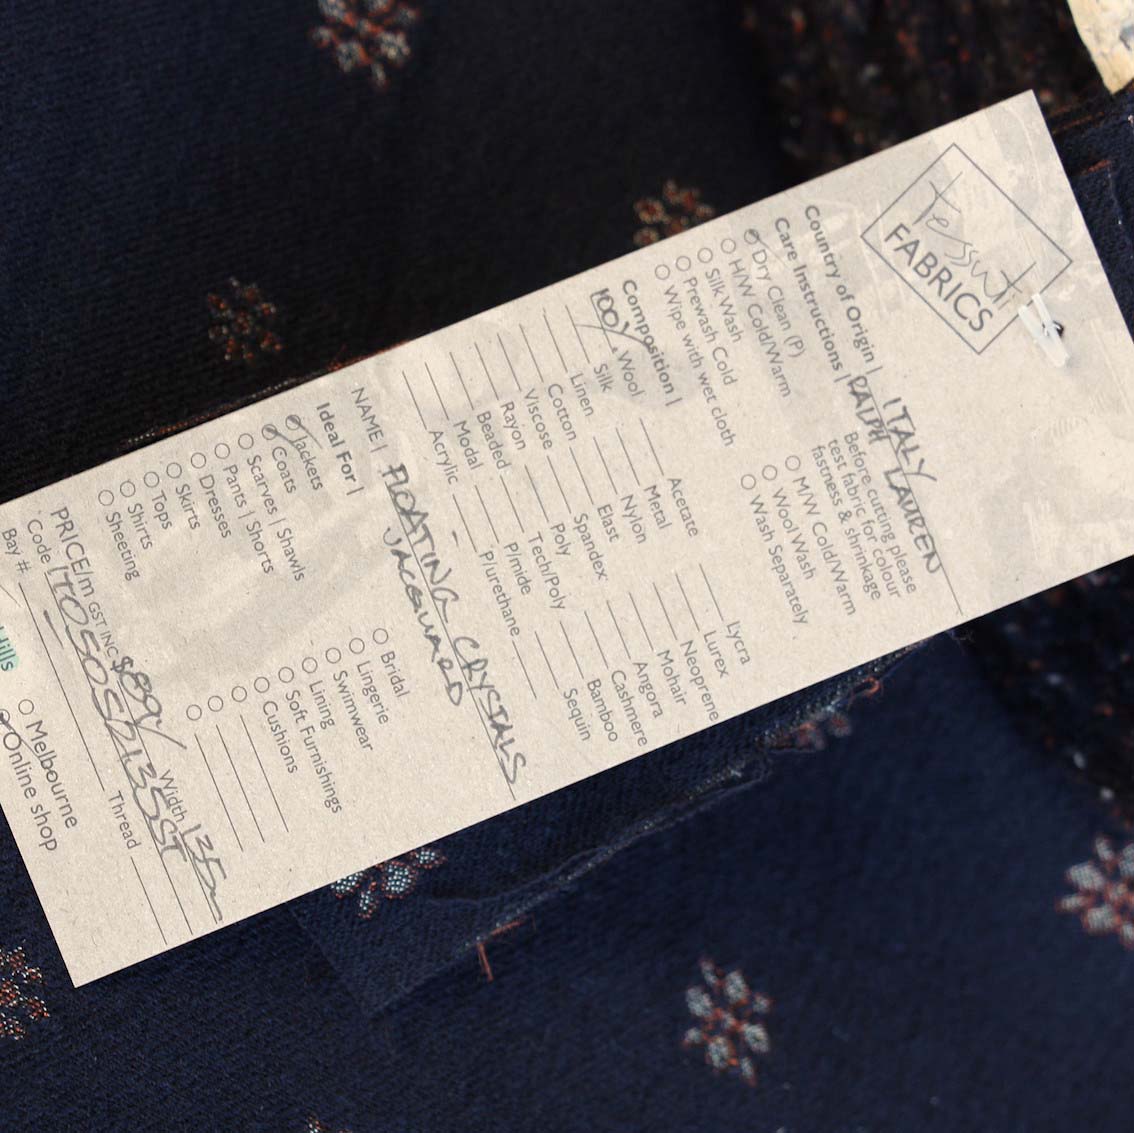 tessuti
FABRICS
Country of Origin | ITALY
Care Instructions | RALPH LAUREN
Dry Clean (P)
H/W Cold/Warm
Silk Wash
Prewash Cold
Wipe with wet cloth
Before cutting please
test fabric for colour
fastness & shrinkage
M/W Cold/Warm
Wool Wash
Wash Separately
Composition |
100% Wool
Silk
Linen
Cotton
Viscose
Rayon
Beaded
Modal
Acrylic
Acetate
Metal
Nylon
Elast
Spandex
Poly
Tech/Poly
P/mide
P/urethane
Lycra
Lurex
Neoprene
Mohair
Angora
Cashmere
Bamboo
Sequin
NAME | FLOATING CRYSTALS
JACQUARD
Ideal For |
Jackets
Coats
Scarves | Shawls
Pants | Shorts
Dresses
Skirts
Tops
Shirts
Sheeting
Bridal
Lingerie
Swimwear
Lining
Soft Furnishings
Cushions
PRICE/m GST INC $89 Width 135
Code |
Bay # Thread
Hills
Melbourne
Online shop